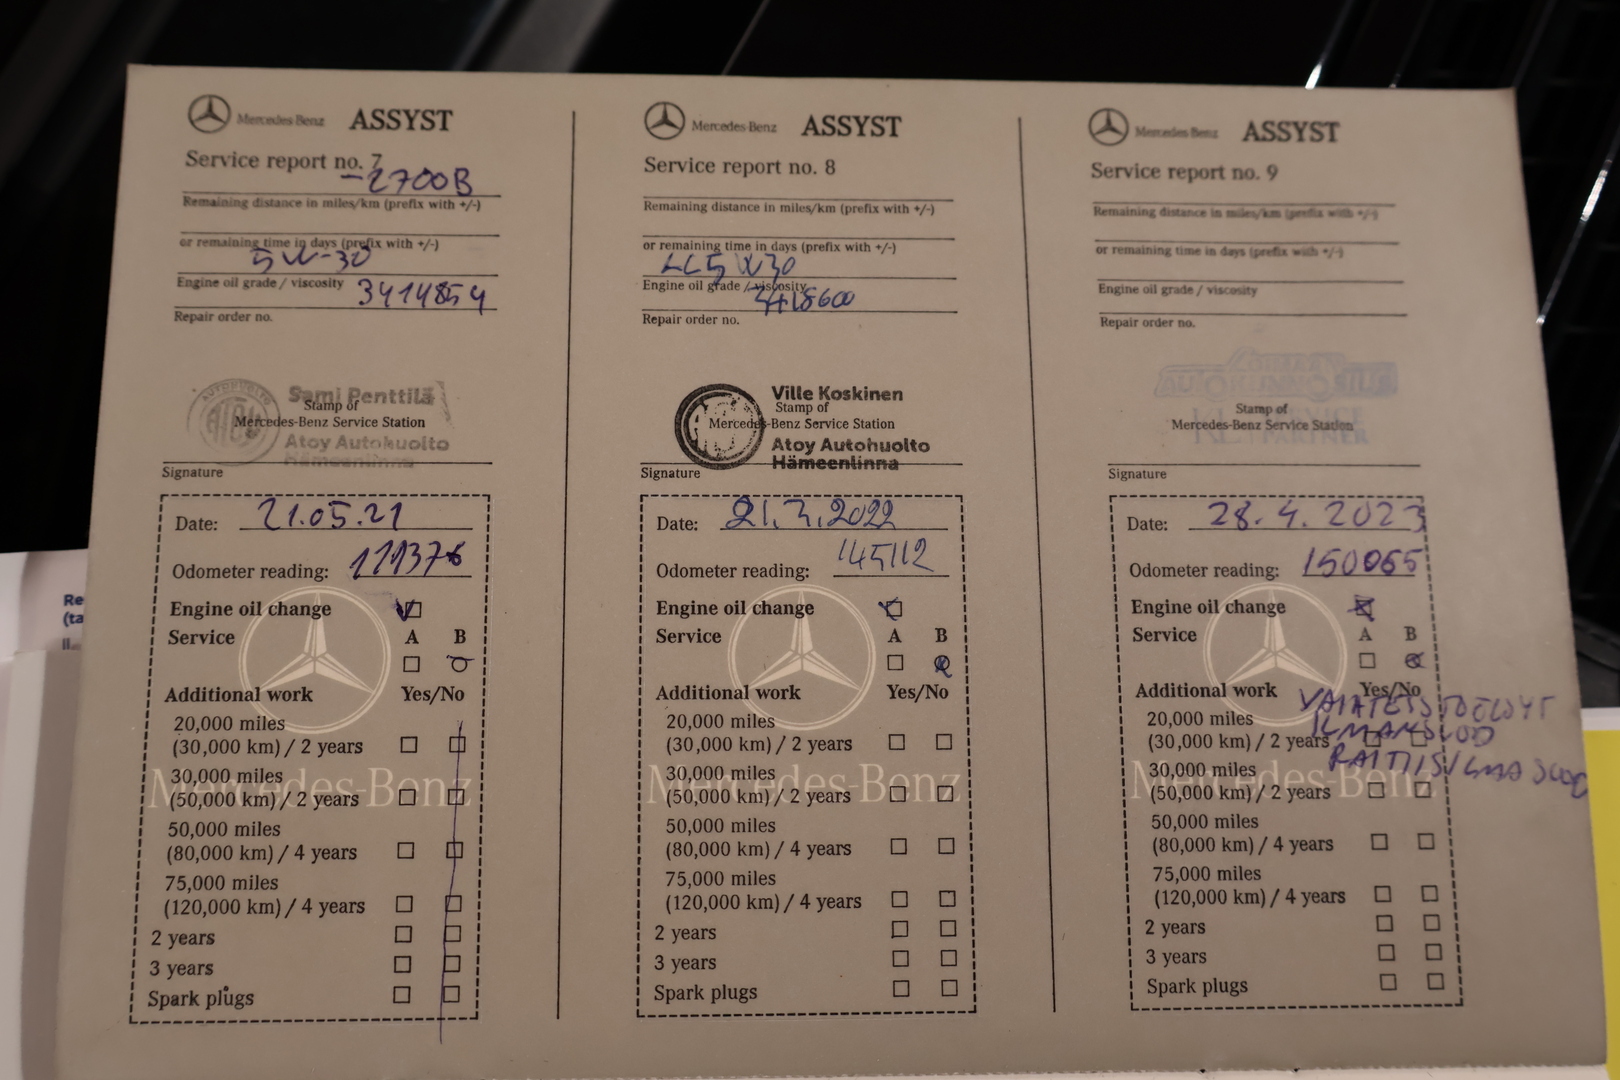 Mercedes-Benz ASSYST
Service report no. 7
-2700B
Remaining distance in miles/km (prefix with +/-)
or remaining time in days (prefix with +/-)
5W-30
Engine oil grade / viscosity
3414854
Repair order no.
Sami Penttilä
Stamp of
Mercedes-Benz Service Station
Atoy Autohuolto
Hämeenlinna
Signature
Date: 21.05.21
Odometer reading: 111376
Engine oil change
Service A B
Additional work Yes/No
20,000 miles
(30,000 km) / 2 years
30,000 miles
(50,000 km) / 2 years
50,000 miles
(80,000 km) / 4 years
75,000 miles
(120,000 km) / 4 years
2 years
3 years
Spark plugs
Mercedes-Benz
Mercedes-Benz ASSYST
Service report no. 8
Remaining distance in miles/km (prefix with +/-)
or remaining time in days (prefix with +/-)
LL5W30
Engine oil grade / viscosity
Repair order no.
Ville Koskinen
Stamp of
Mercedes-Benz Service Station
Atoy Autohuolto
Hämeenlinna
Signature
Date: 21.3.2022
Odometer reading: 145112
Engine oil change
Service A B
Additional work Yes/No
20,000 miles
(30,000 km) / 2 years
30,000 miles
(50,000 km) / 2 years
50,000 miles
(80,000 km) / 4 years
75,000 miles
(120,000 km) / 4 years
2 years
3 years
Spark plugs
Mercedes-Benz
Mercedes-Benz ASSYST
Service report no. 9
Remaining distance in miles/km (prefix with +/-)
or remaining time in days (prefix with +/-)
Engine oil grade / viscosity
Repair order no.
Stamp of
Mercedes-Benz Service Station
PARTNER
Signature
Date: 28.4.2023
Odometer reading: 150065
Engine oil change
Service A B
Additional work Yes/No
20,000 miles
(30,000 km) / 2 years
ILMANSUOD
30,000 miles
RAITIISILMASUOD
(50,000 km) / 2 years
50,000 miles
(80,000 km) / 4 years
75,000 miles
(120,000 km) / 4 years
2 years
3 years
Spark plugs
Mercedes-Benz
Re
(ta